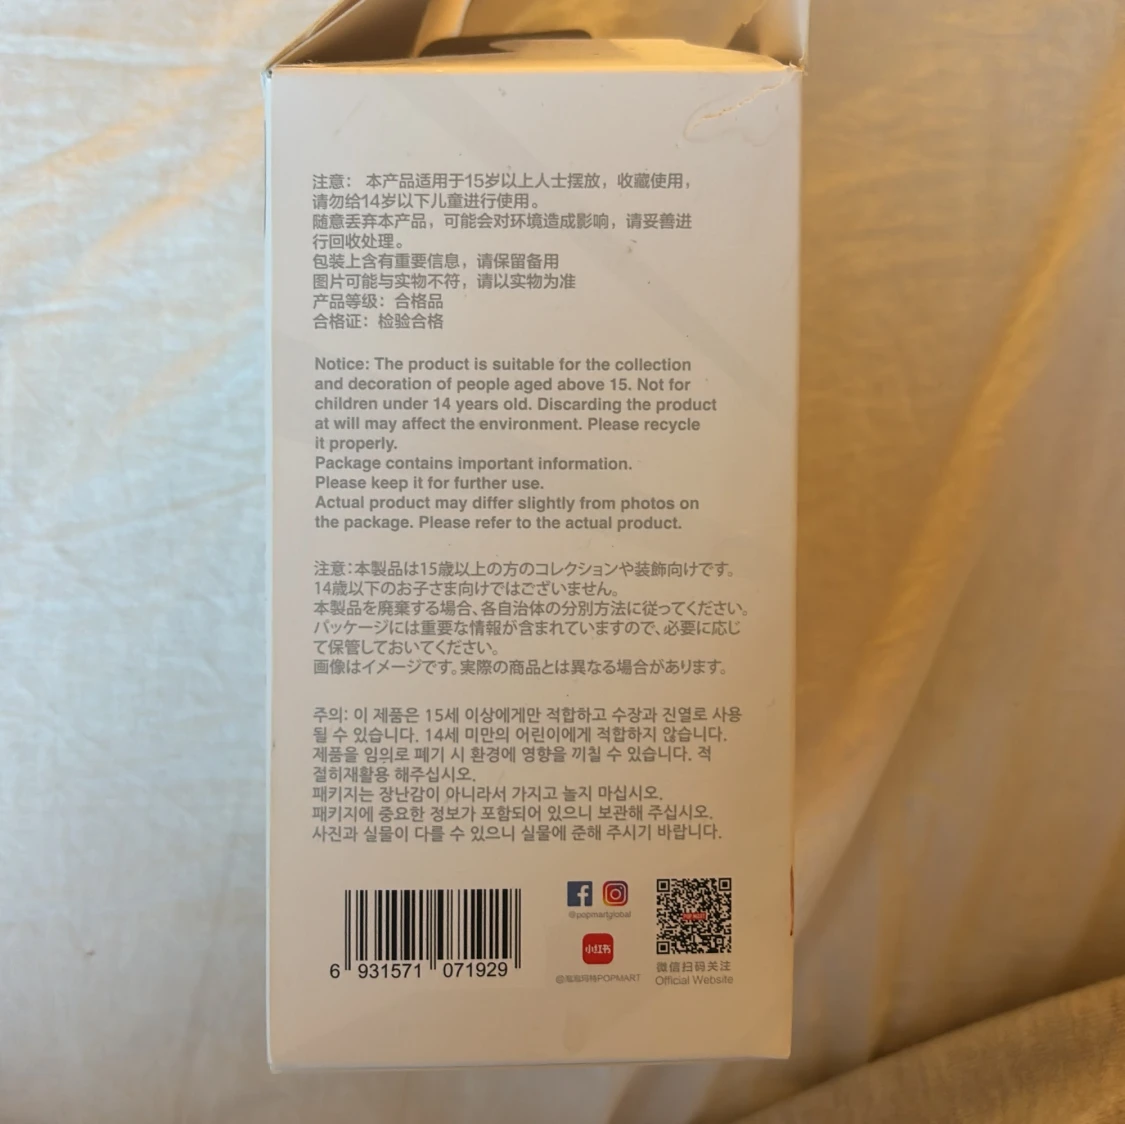 注意： 本产品适用于15岁以上人士摆放，收藏使用，
请勿给14岁以下儿童进行使用。
随意丢弃本产品，可能会对环境造成影响，请妥善进
行回收处理。
包装上含有重要信息，请保留备用
图片可能与实物不符，请以实物为准
产品等级：合格品
合格证：检验合格
Notice: The product is suitable for the collection
and decoration of people aged above 15. Not for
children under 14 years old. Discarding the product
at will may affect the environment. Please recycle
it properly.
Package contains important information.
Please keep it for further use.
Actual product may differ slightly from photos on
the package. Please refer to the actual product.
注意：本製品は15歳以上の方のコレクションや装飾向けです。
14歳以下のお子さま向けではございません。
本製品を廃棄する場合、各自治体の分別方法に従ってください。
パッケージには重要な情報が含まれていますので、必要に応じ
て保管しておいてください。
画像はイメージです。実際の商品とは異なる場合があります。
주의: 이 제품은 15세 이상에게만 적합하고 수장과 진열로 사용
될 수 있습니다. 14세 미만의 어린이에게 적합하지 않습니다.
제품을 임의로 폐기 시 환경에 영향을 끼칠 수 있습니다. 적
절히재활용 해주십시오.
패키지는 장난감이 아니라서 가지고 놀지 마십시오.
패키지에 중요한 정보가 포함되어 있으니 보관해 주십시오.
사진과 실물이 다를 수 있으니 실물에 준해 주시기 바랍니다.
6 931571 071929
@popmartglobal
小红书
@泡泡玛特POPMART
POP MART
微信扫码关注
Official Website